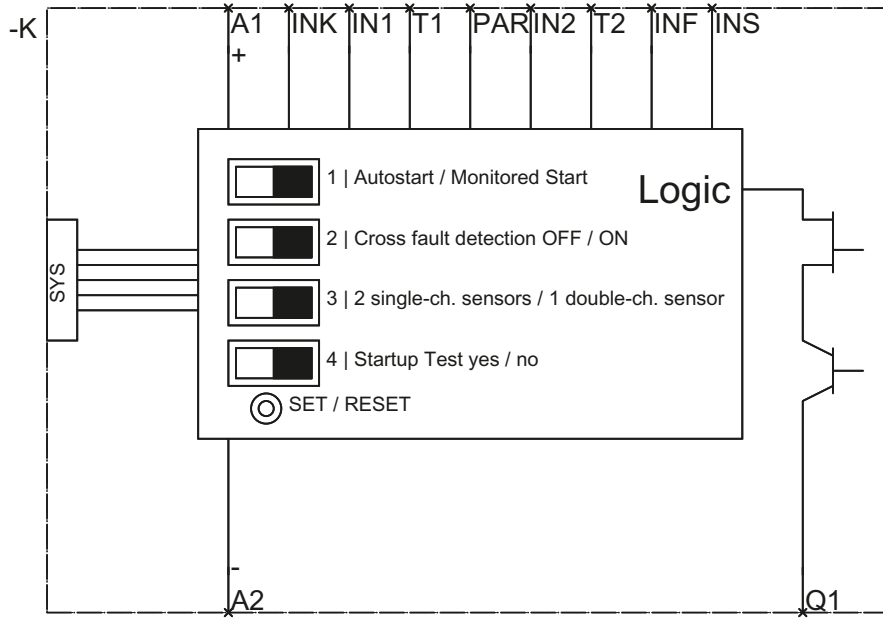 -K A1 INK IN1 T1 PAR IN2 T2 INF INS
+
1 | Autostart / Monitored Start
Logic
2 | Cross fault detection OFF / ON
SYS
3 | 2 single-ch. sensors / 1 double-ch. sensor
4 | Startup Test yes / no
SET / RESET
-
A2 Q1